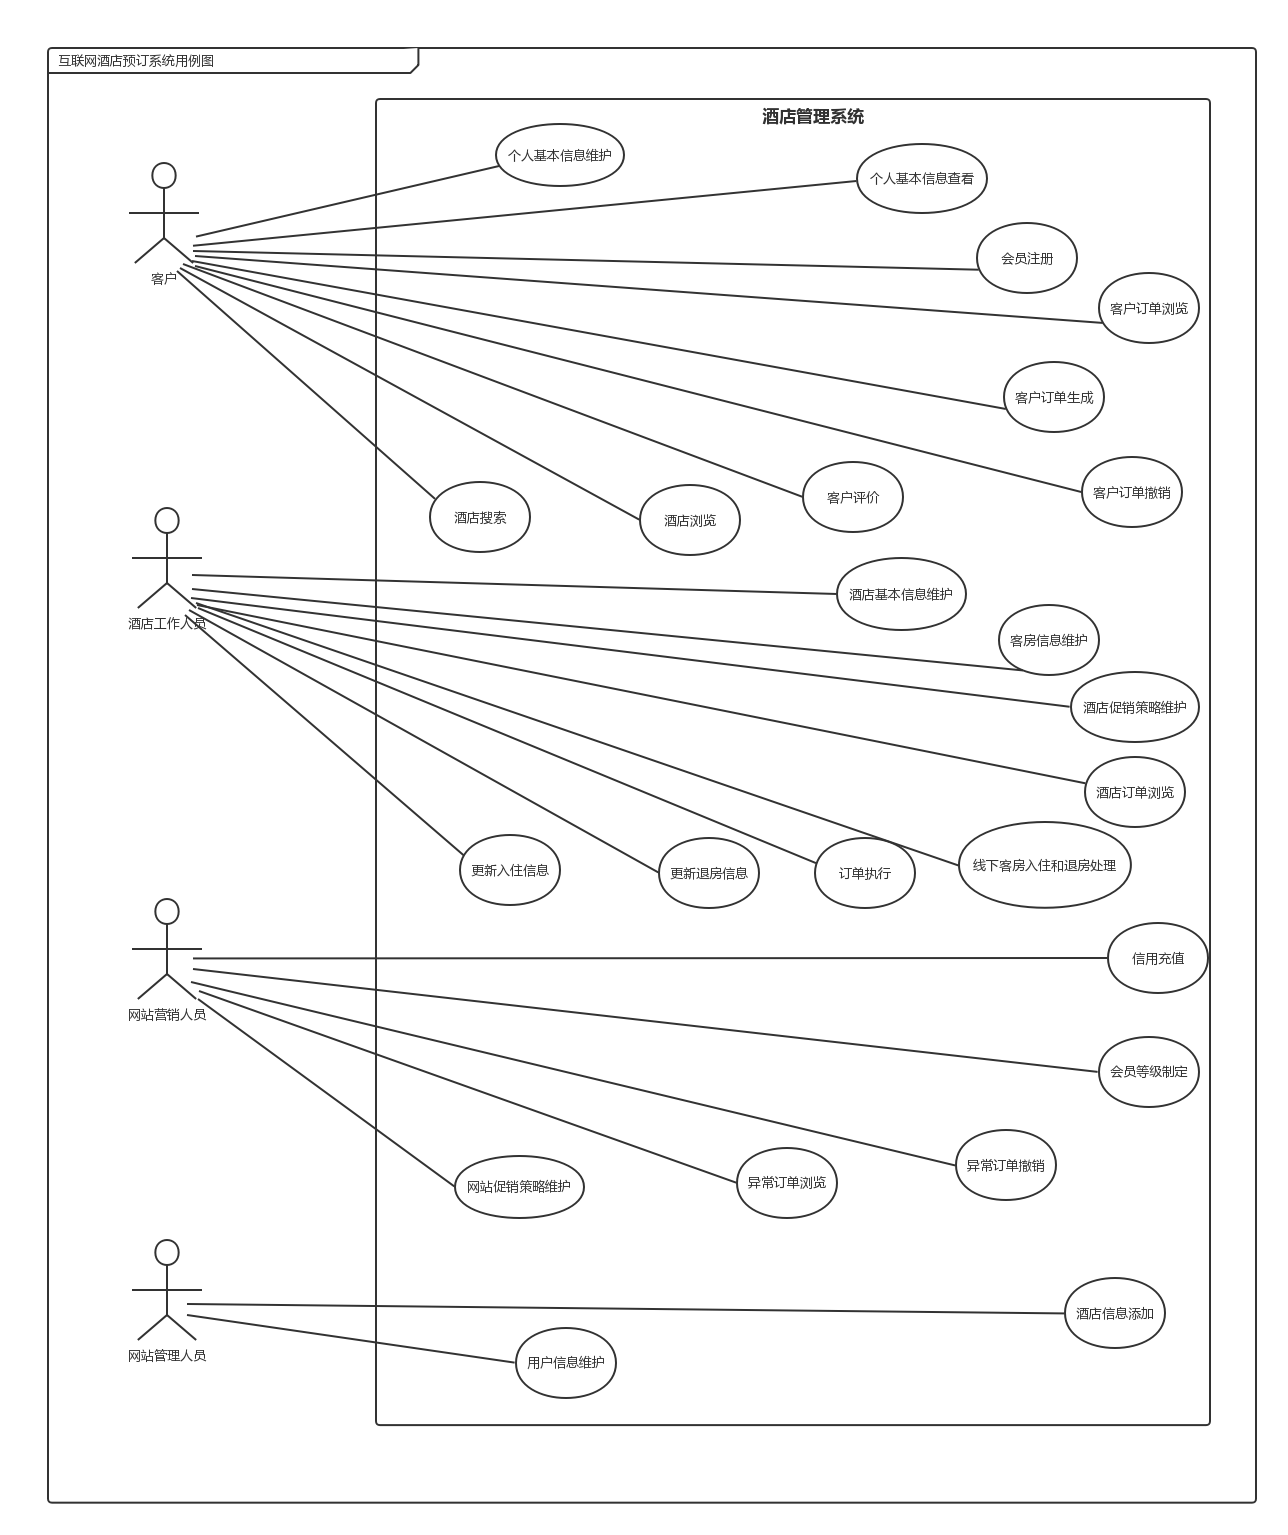 互联网酒店预订系统用例图
酒店管理系统
个人基本信息维护
个人基本信息查看
会员注册
客户
客户订单浏览
客户订单生成
客户订单撤销
客户评价
酒店搜索
酒店浏览
酒店基本信息维护
酒店工作人员
客房信息维护
酒店促销策略维护
酒店订单浏览
线下客房入住和退房处理
更新入住信息
更新退房信息
订单执行
信用充值
网站营销人员
会员等级制定
异常订单撤销
异常订单浏览
网站促销策略维护
酒店信息添加
网站管理人员
用户信息维护